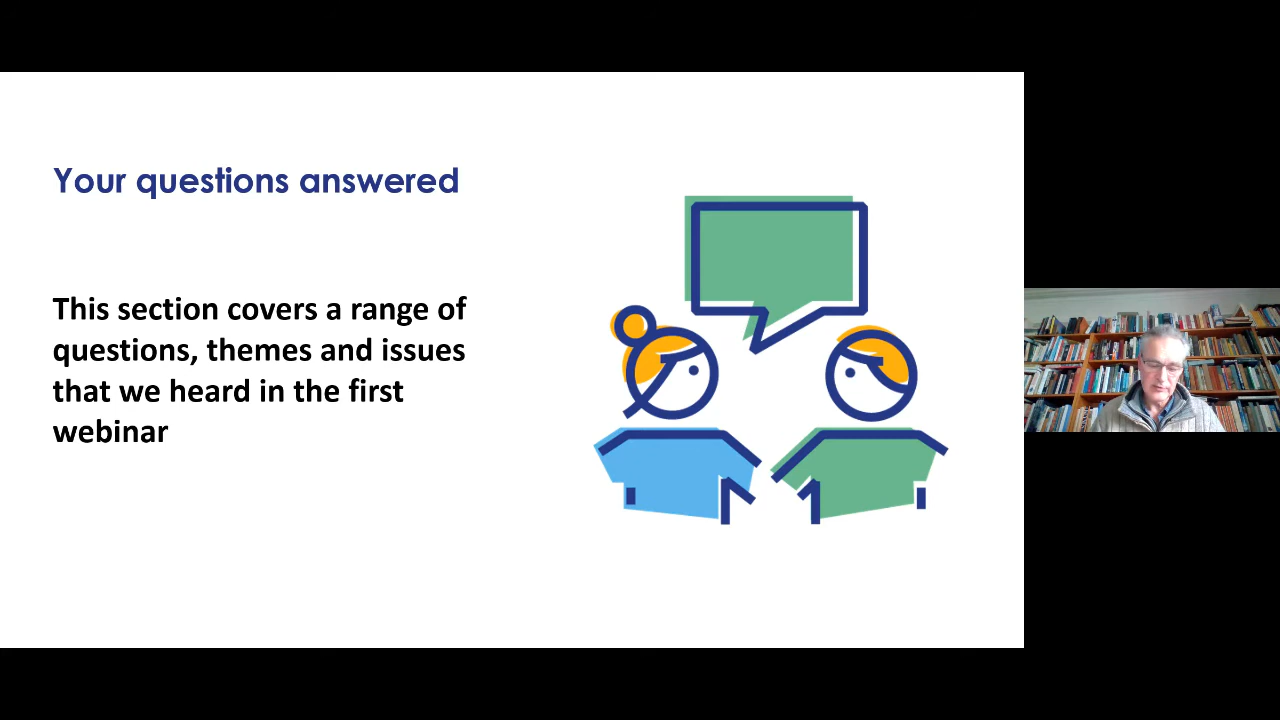 Your questions answered
This section covers a range of
questions, themes and issues
that we heard in the first
webinar